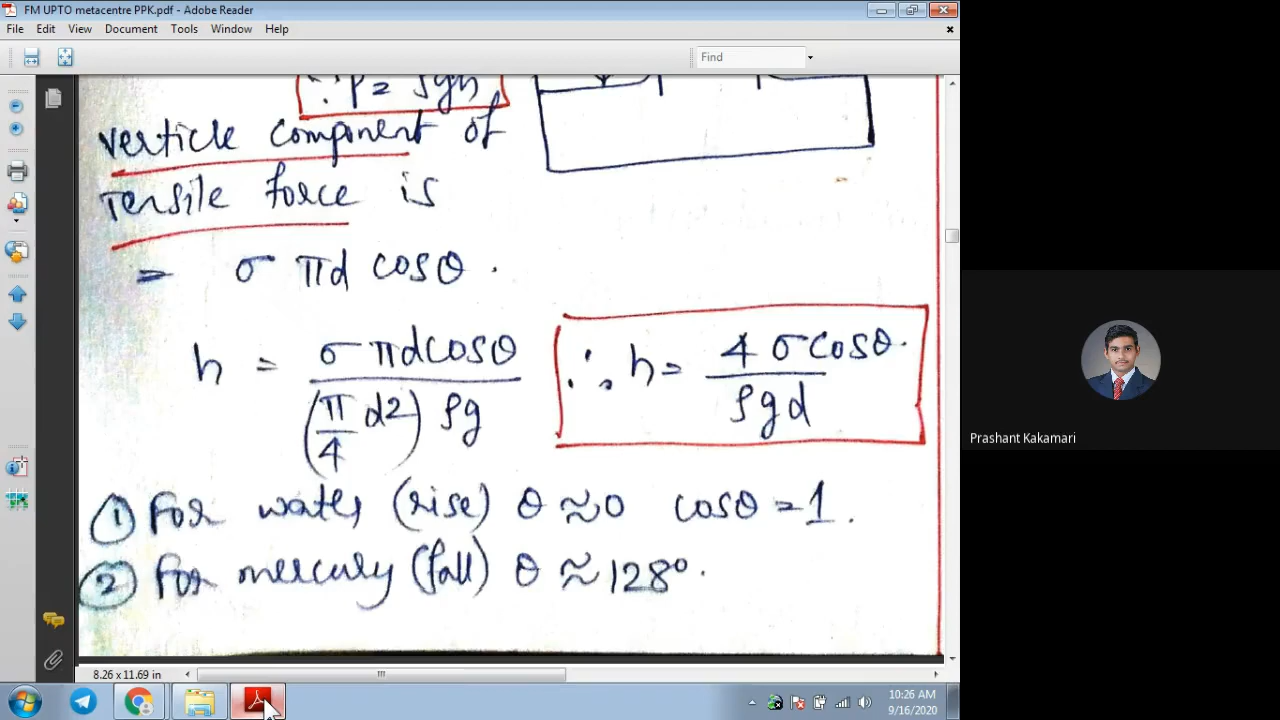 FM UPTO metacentre PPK.pdf - Adobe Reader
File Edit View Document Tools Window Help
Find
∴ p = ρgh
verticle component of
tensile force is
= σ πd cosθ .
h = σ πdcosθ / (π/4 d2) ρg ∴ h = 4 σ cosθ. / ρgd
① For water (rise) θ ≈ 0 cosθ = 1 .
② For mercury (fall) θ ≈ 128° .
Prashant Kakamari
8.26 x 11.69 in
10:26 AM
9/16/2020